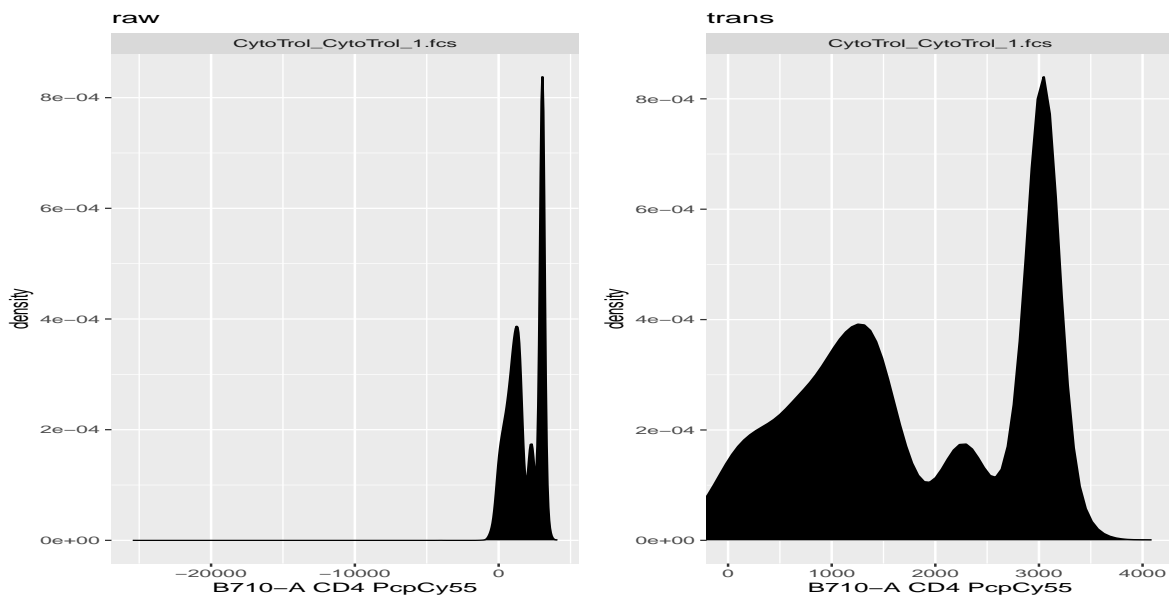 raw
CytoTrol_CytoTrol_1.fcs
8e−04
6e−04
4e−04
2e−04
0e+00
density
−20000
−10000
0
B710−A CD4 PcpCy55
trans
CytoTrol_CytoTrol_1.fcs
8e−04
6e−04
4e−04
2e−04
0e+00
density
0
1000
2000
3000
4000
B710−A CD4 PcpCy55